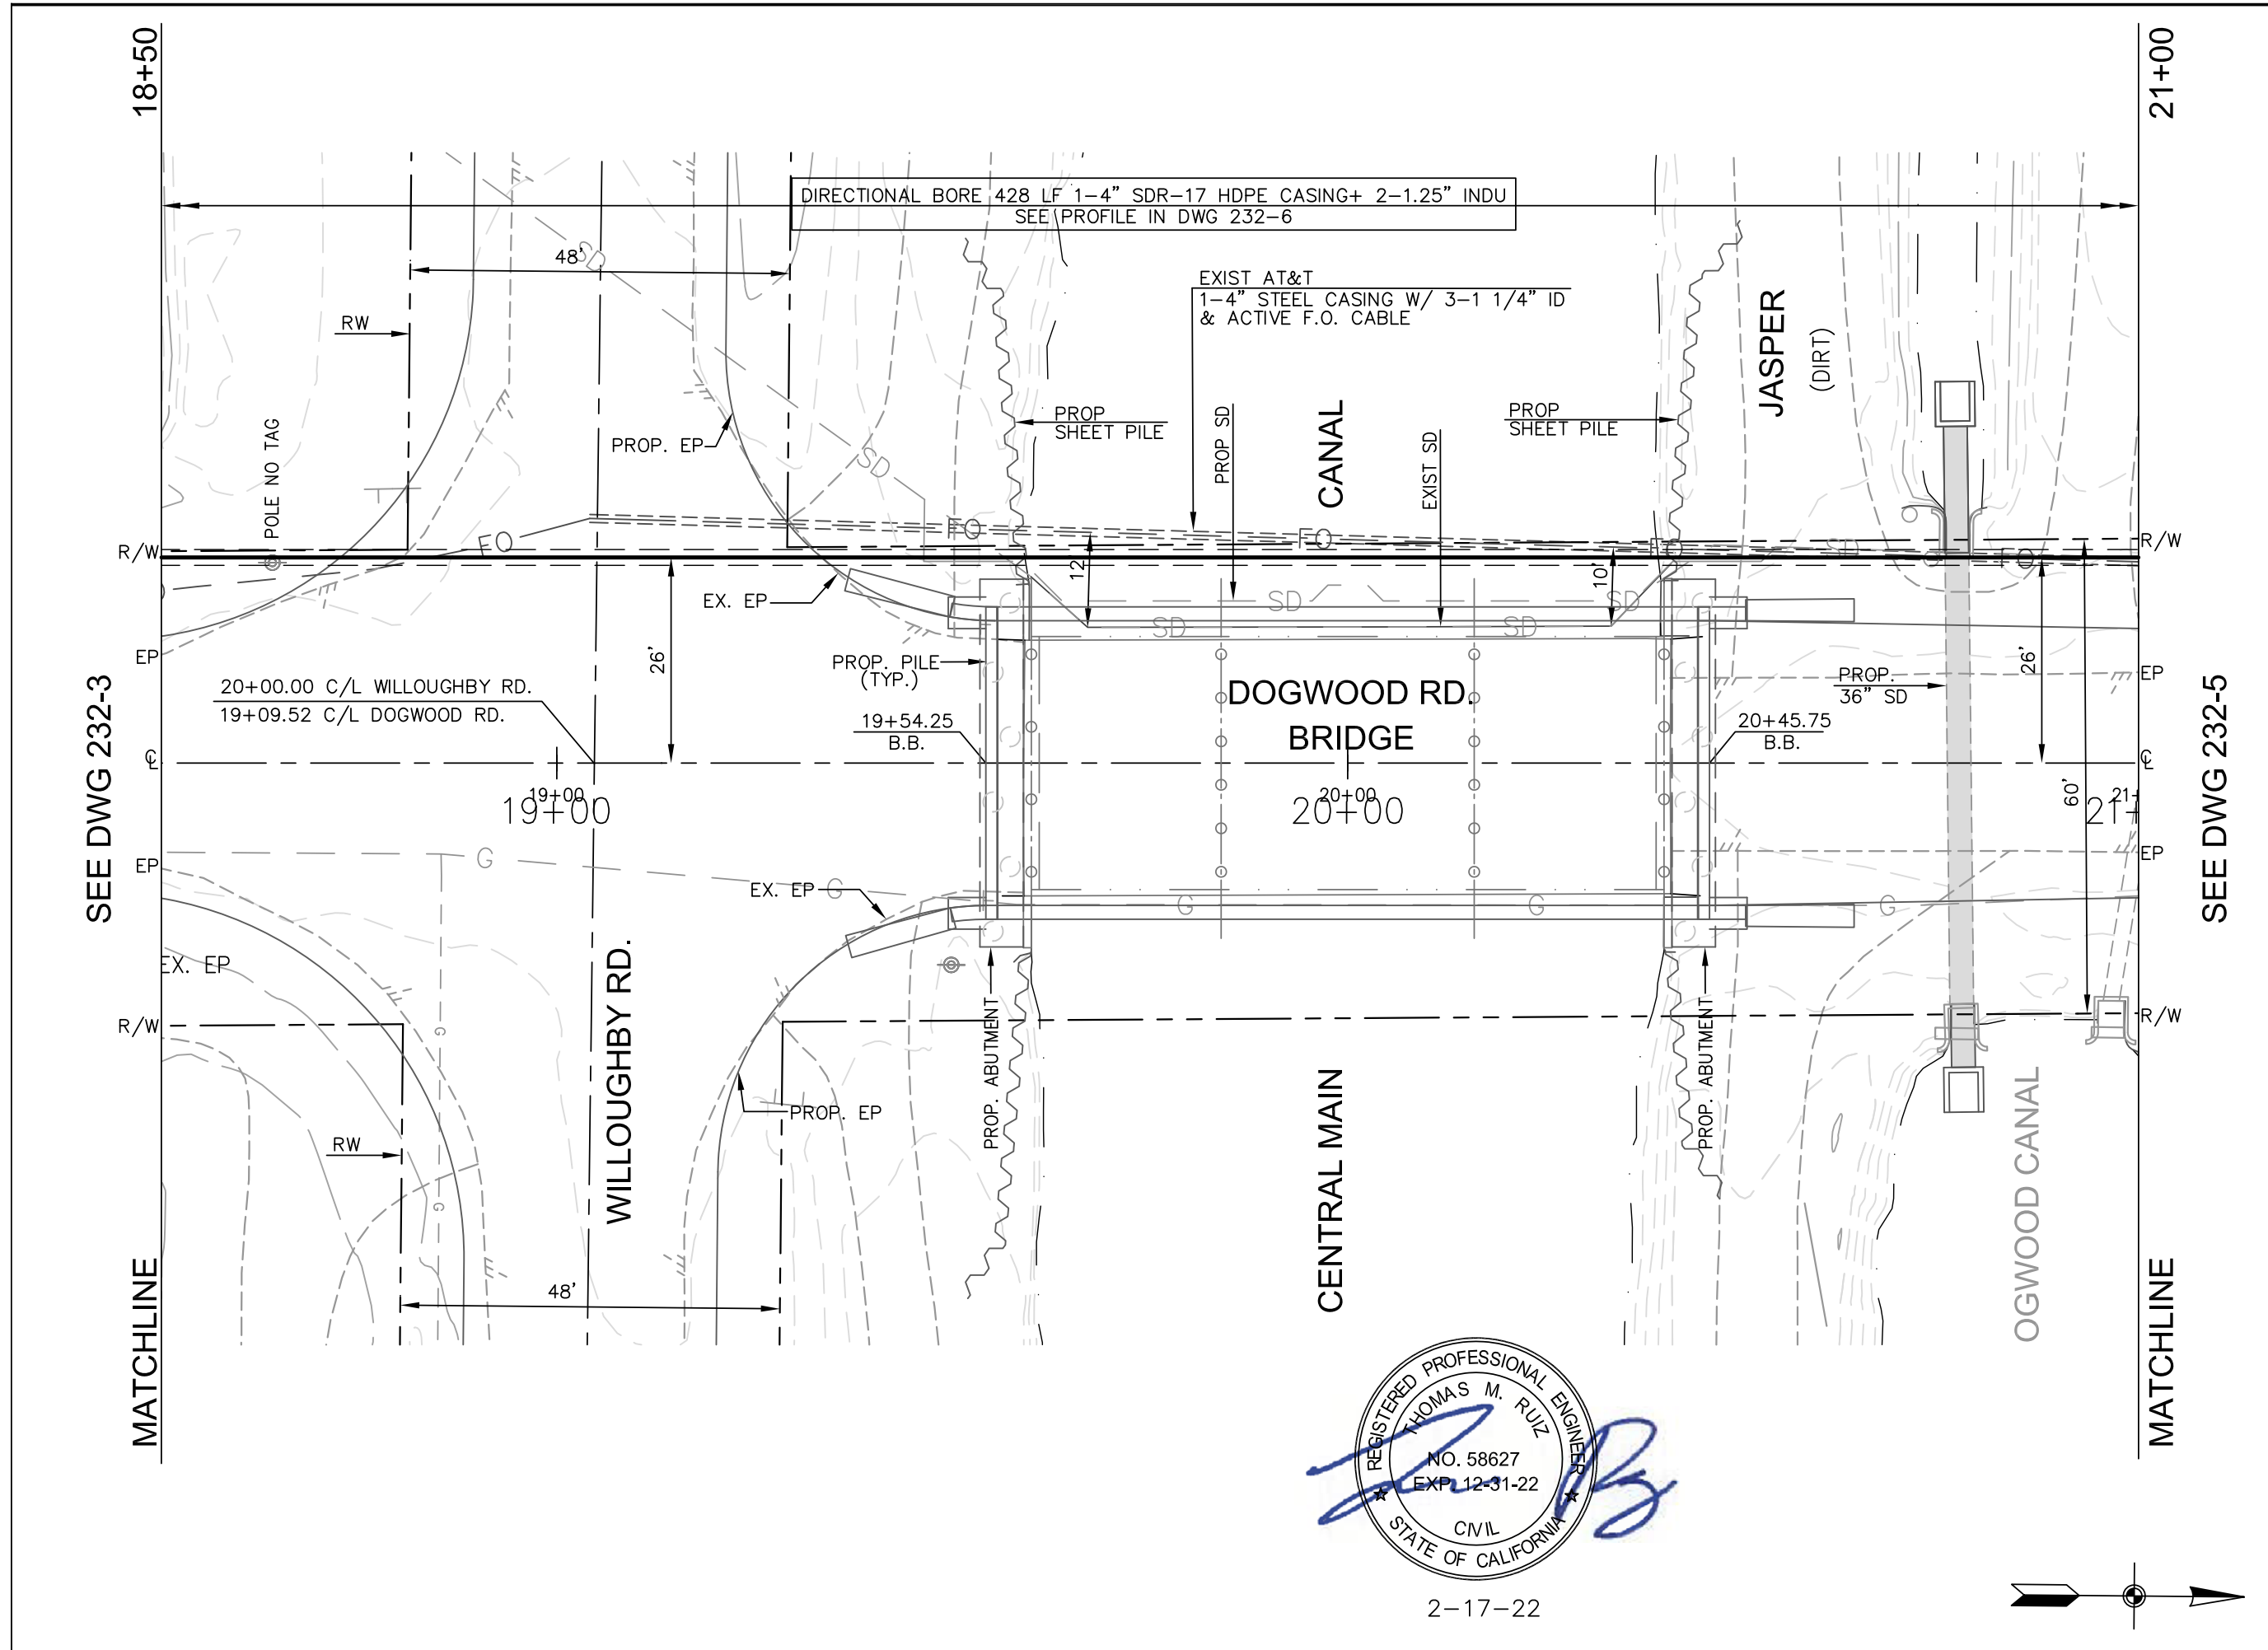 18+50
21+00
DIRECTIONAL BORE 428 LF 1-4" SDR-17 HDPE CASING+ 2-1.25" INDU
SEE PROFILE IN DWG 232-6
48'
SD
RW
EXIST AT&T
1-4" STEEL CASING W/ 3-1 1/4" ID
& ACTIVE F.O. CABLE
JASPER
(DIRT)
POLE NO TAG
PROP. EP
SD
PROP
SHEET PILE
PROP SD
CANAL
EXIST SD
PROP
SHEET PILE
R/W
FO
FO
FO
SD
FO
R/W
12'
10'
EX. EP
SD
SD
SD
SD
EP
26'
PROP. PILE
(TYP.)
DOGWOOD RD.
BRIDGE
PROP.
36" SD
26'
EP
SEE DWG 232-3
20+00.00 C/L WILLOUGHBY RD.
19+09.52 C/L DOGWOOD RD.
19+54.25
B.B.
20+45.75
B.B.
SEE DWG 232-5
℄
℄
19+00
19+00
20+00
20+00
60'
21+
21+
EP
G
EX. EP
G
G
G
G
EP
EX. EP
WILLOUGHBY RD.
R/W
G
PROP. ABUTMENT
PROP. ABUTMENT
R/W
PROP. EP
RW
G
CENTRAL MAIN
OGWOOD CANAL
48'
MATCHLINE
MATCHLINE
REGISTERED PROFESSIONAL ENGINEER
THOMAS M. RUIZ
NO. 58627
EXP. 12-31-22
CIVIL
STATE OF CALIFORNIA
2-17-22